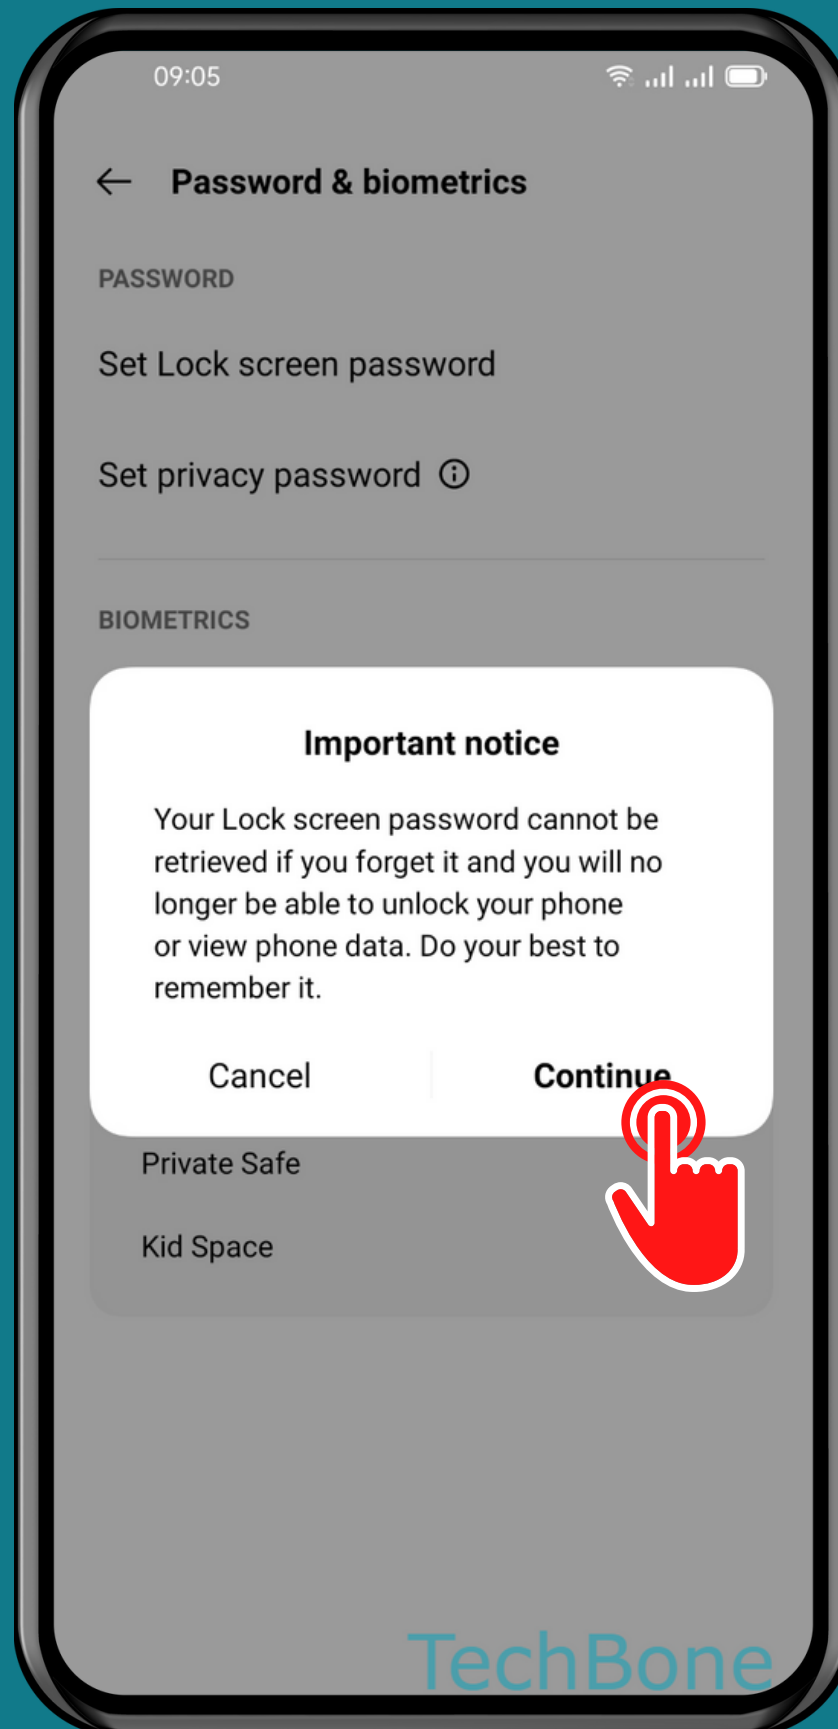 09:05
Password & biometrics
PASSWORD
Set Lock screen password
Set privacy password
BIOMETRICS
Important notice
Your Lock screen password cannot be
retrieved if you forget it and you will no
longer be able to unlock your phone
or view phone data. Do your best to
remember it.
Cancel
Continue
Private Safe
Kid Space
TechBone